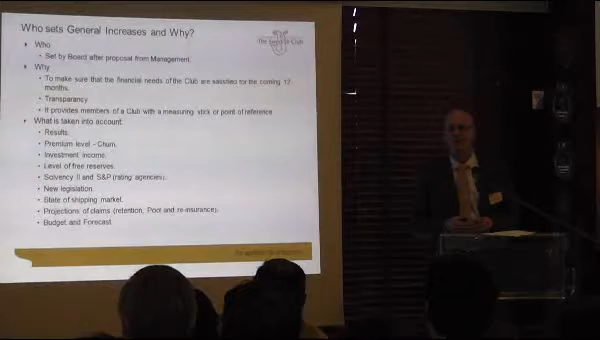 Who sets General Increases and Why?
The Swedish Club
• Who
• Set by Board after proposal from Management.
• Why
• To make sure that the financial needs of the Club are satisfied for the coming 12
months.
• Transparency
• It provides members of a Club with a measuring stick or point of reference
• What is taken into account:
• Results.
• Premium level - Churn.
• Investment income.
• Level of free reserves.
• Solvency II and S&P (rating agencies).
• New legislation.
• State of shipping market.
• Projections of claims (retention, Pool and re-insurance).
• Budget and Forecast